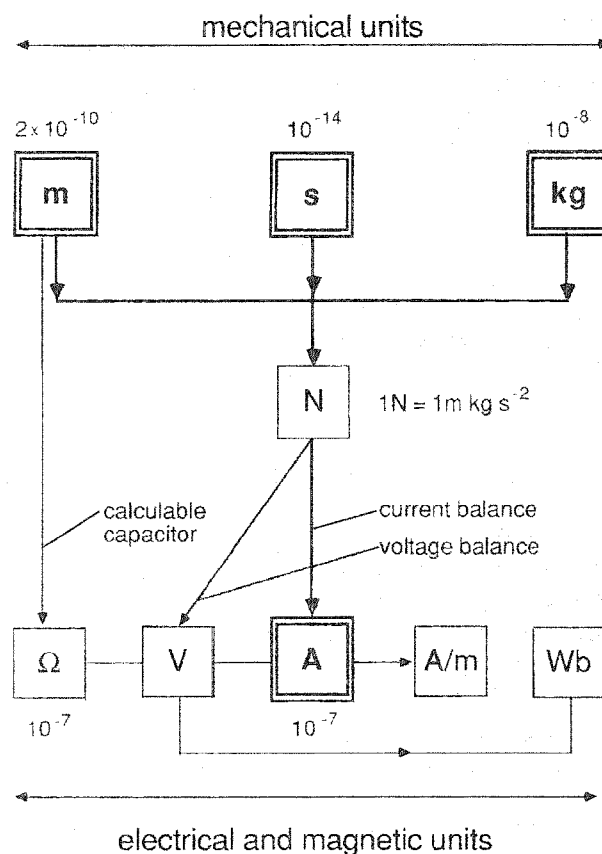 mechanical units
2 × 10⁻¹⁰ 10⁻¹⁴ 10⁻⁸
m s kg
N 1N = 1m kg s⁻²
calculable
capacitor
current balance
voltage balance
Ω V A A/m Wb
10⁻⁷ 10⁻⁷
electrical and magnetic units